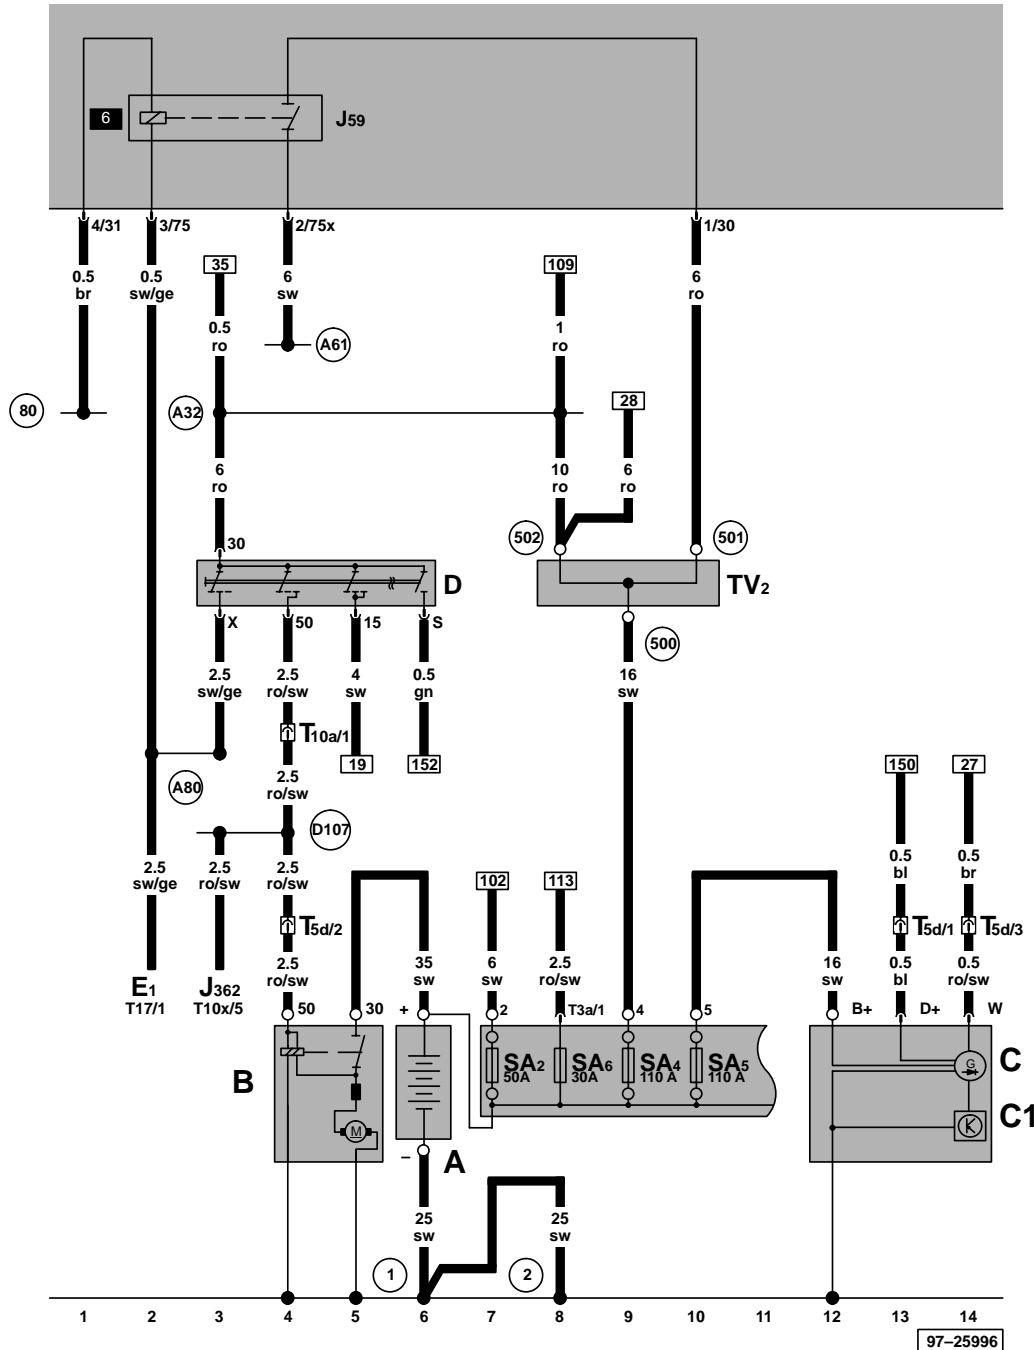 6
J59
4/31 3/75 2/75x 1/30
35 109
0.5 0.5 6 6
br sw/ge sw ro
0.5 1
ro ro
A61
28
80 A32
6 10 6
ro ro ro
502 501
30
D TV2
X 50 15 S
500
2.5 2.5 4 0.5 16
sw/ge ro/sw sw gn sw
T10a/1
19 152 150 27
2.5
ro/sw
A80
D107
0.5 0.5
bl br
2.5 2.5 2.5
sw/ge ro/sw ro/sw
102 113
T5d/2 T5d/1 T5d/3
35 6 2.5 16 0.5 0.5
2.5 sw sw ro/sw sw bl ro/sw
ro/sw
E1 J362
T17/1 T10x/5
50 30 + 2 T3a/1 4 5 B+ D+ W
SA2 SA6 SA4 SA5
50A 30A 110 A 110 A
G C
B
M C1
K
– A
25 25
sw sw
1 2
1 2 3 4 5 6 7 8 9 10 11 12 13 14
97–25996